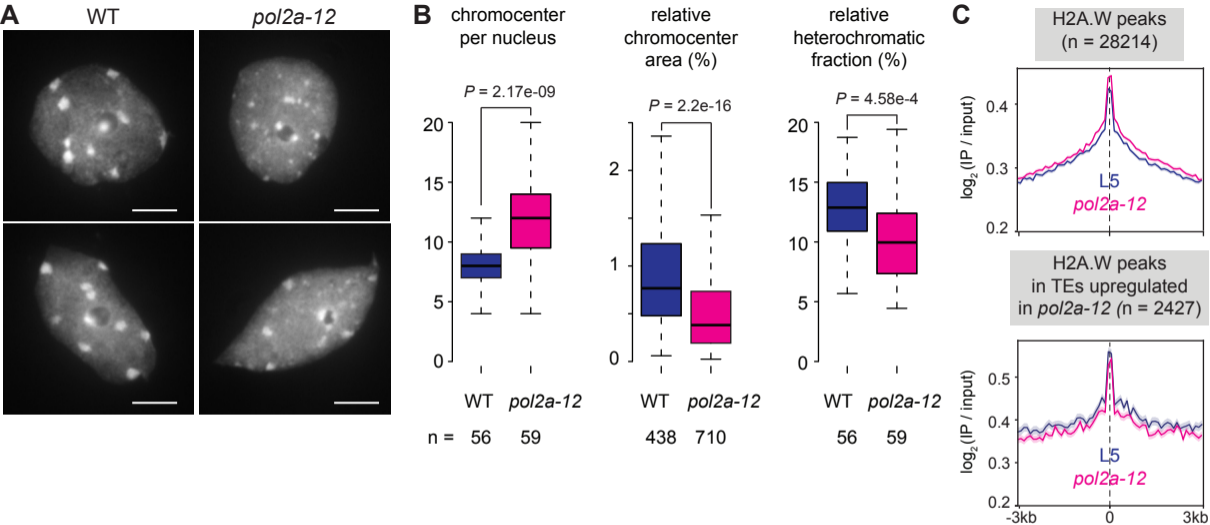 A
WT
pol2a-12
B
chromocenter
per nucleus
P = 2.17e-09
20
15
10
5
0
WT pol2a-12
n = 56 59
relative
chromocenter
area (%)
P = 2.2e-16
2
1
0
WT pol2a-12
438 710
relative
heterochromatic
fraction (%)
P = 4.58e-4
20
15
10
5
0
WT pol2a-12
56 59
C
H2A.W peaks
(n = 28214)
log2(IP / input)
0.4
0.3
0.2
L5
pol2a-12
H2A.W peaks
in TEs upregulated
in pol2a-12 (n = 2427)
log2(IP / input)
0.5
0.4
0.3
0.2
L5
pol2a-12
-3kb 0 3kb